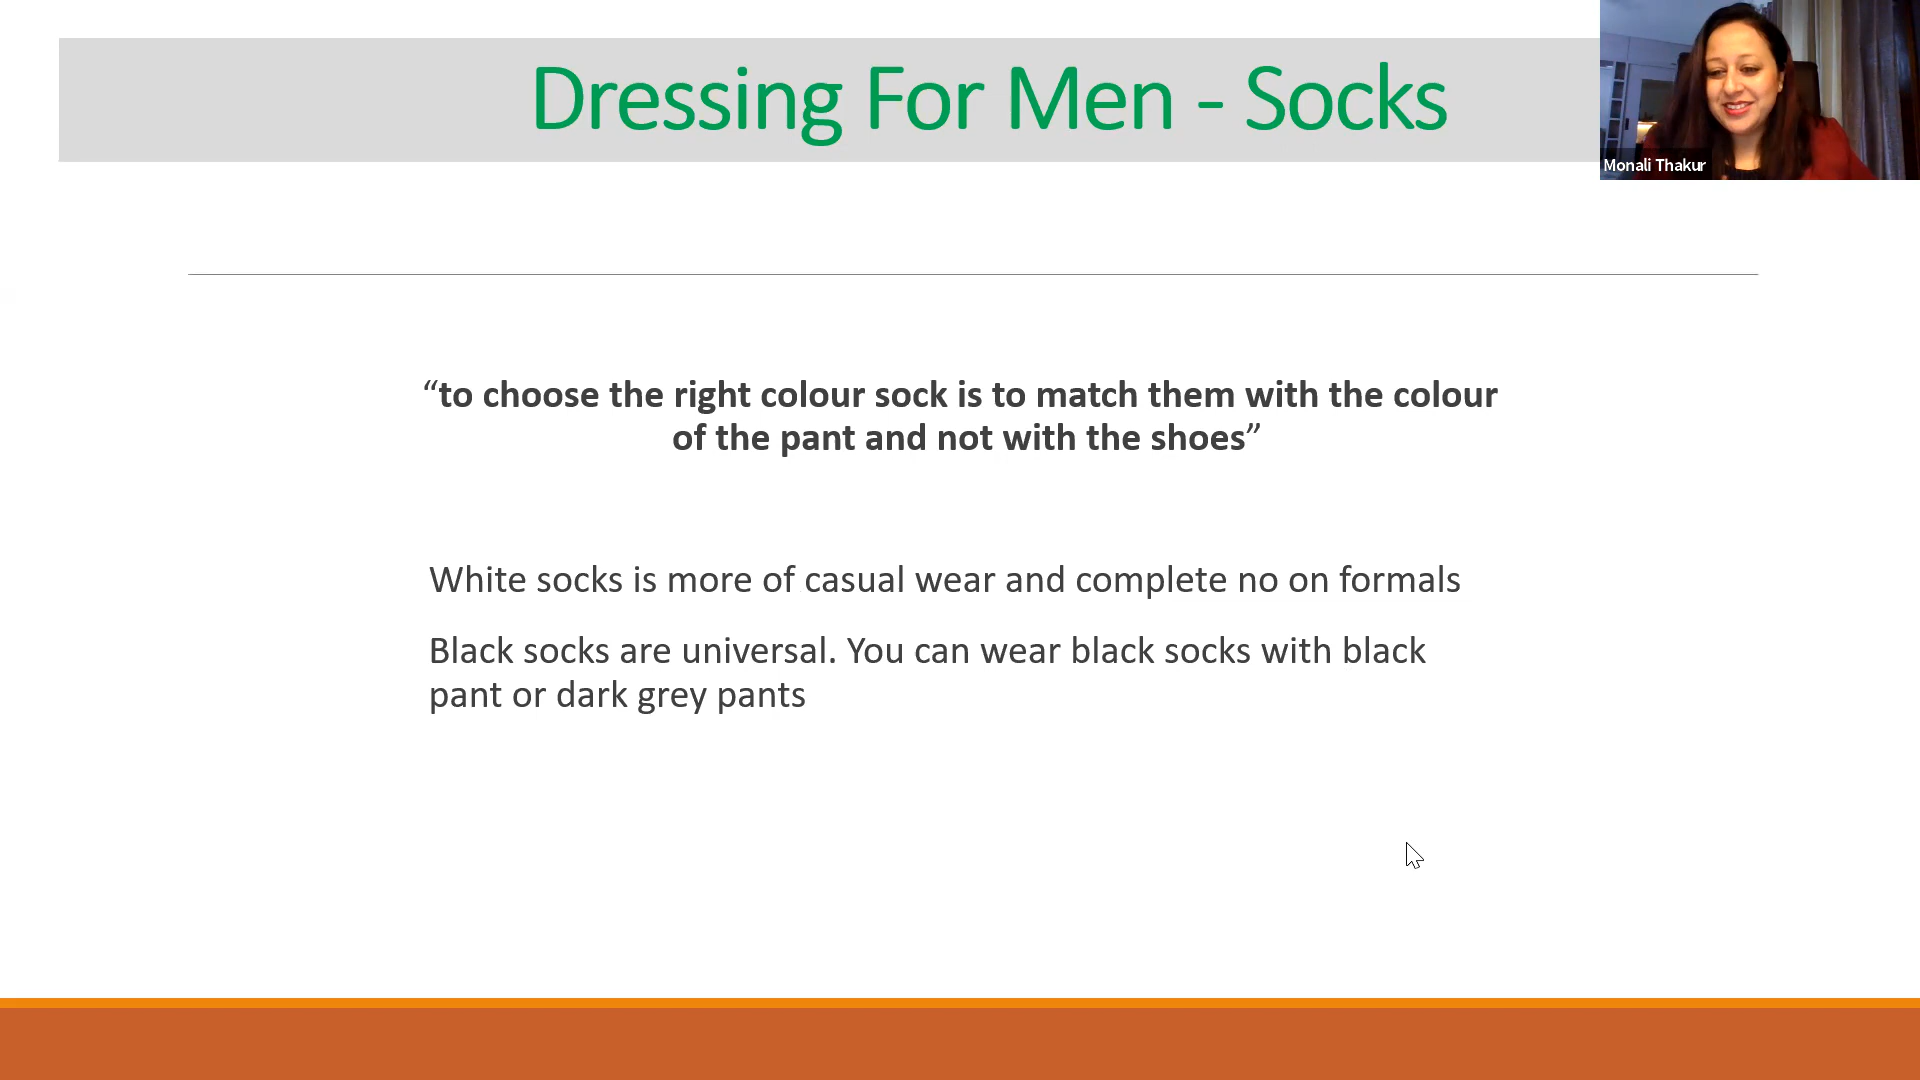 Dressing For Men - Socks
Monali Thakur
“to choose the right colour sock is to match them with the colour
of the pant and not with the shoes”
White socks is more of casual wear and complete no on formals
Black socks are universal. You can wear black socks with black
pant or dark grey pants